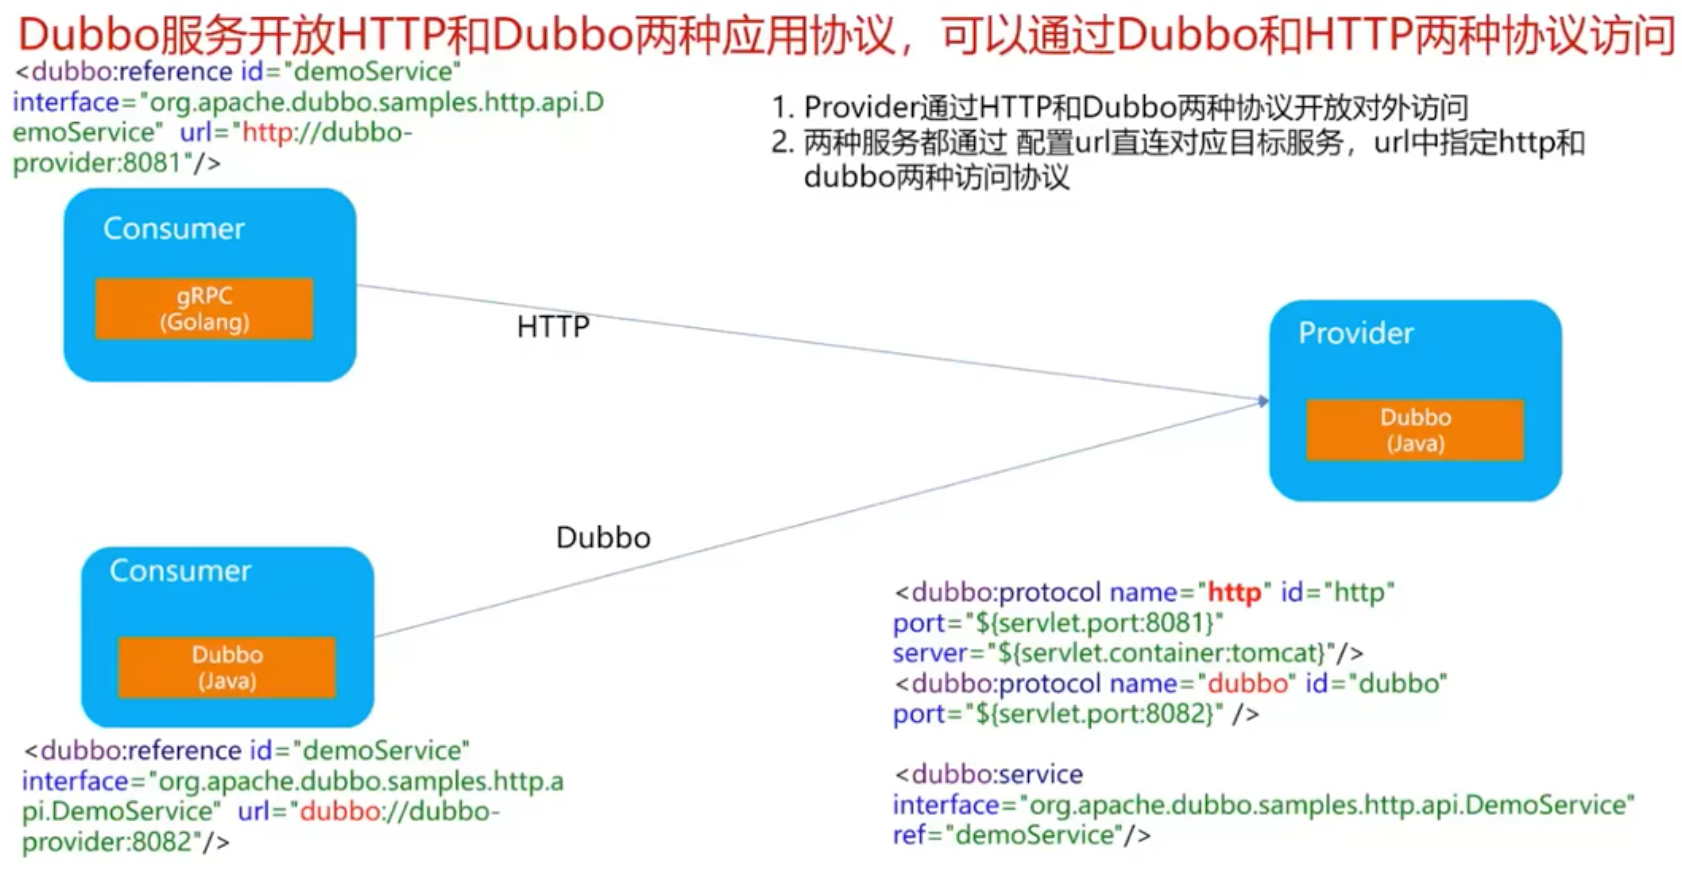 Dubbo服务开放HTTP和Dubbo两种应用协议，可以通过Dubbo和HTTP两种协议访问
<dubbo:reference id="demoService"
interface="org.apache.dubbo.samples.http.api.D
emoService"  url="http://dubbo-
provider:8081"/>
1. Provider通过HTTP和Dubbo两种协议开放对外访问
2. 两种服务都通过 配置url直连对应目标服务，url中指定http和
dubbo两种访问协议
Consumer
gRPC
(Golang)
HTTP
Provider
Dubbo
(Java)
Dubbo
Consumer
Dubbo
(Java)
<dubbo:reference id="demoService"
interface="org.apache.dubbo.samples.http.a
pi.DemoService"  url="dubbo://dubbo-
provider:8082"/>
<dubbo:protocol name="http" id="http"
port="${servlet.port:8081}"
server="${servlet.container:tomcat}"/>
<dubbo:protocol name="dubbo" id="dubbo"
port="${servlet.port:8082}" />
<dubbo:service
interface="org.apache.dubbo.samples.http.api.DemoService"
ref="demoService"/>